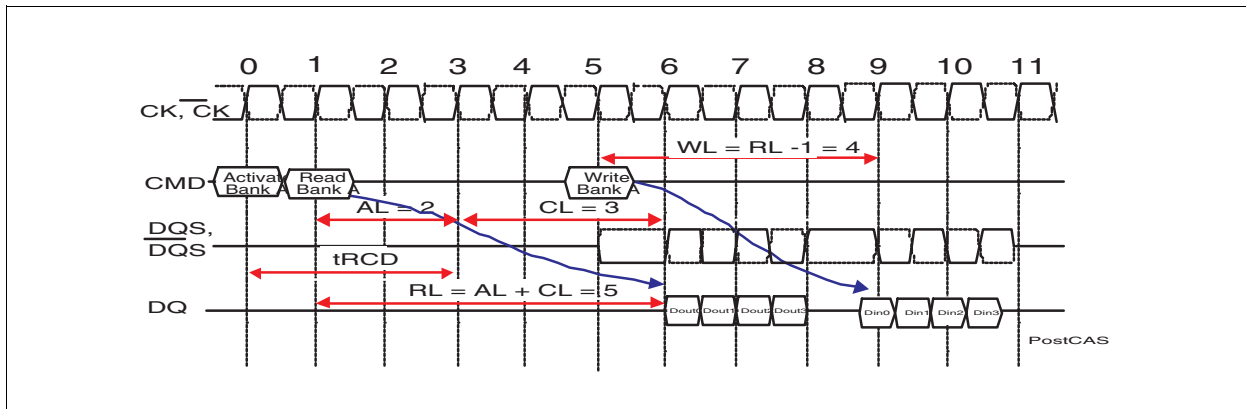 0 1 2 3 4 5 6 7 8 9 10 11
CK, CK
WL = RL -1 = 4
CMD
Activat
Bank A
Read
Bank A
Write
Bank A
AL = 2
CL = 3
DQS,
DQS
tRCD
RL = AL + CL = 5
DQ
Dout0 Dout1 Dout2 Dout3
Din0 Din1 Din2 Din3
PostCAS